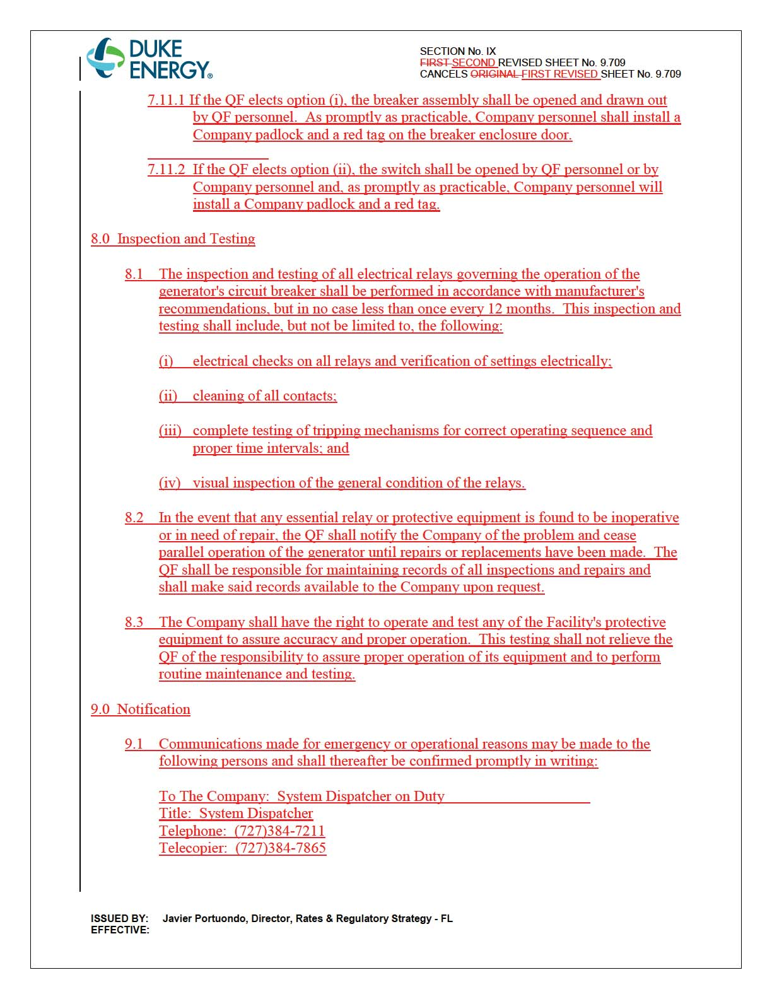 DUKE
ENERGY®
SECTION No. IX
FIRST SECOND REVISED SHEET No. 9.709
CANCELS ORIGINAL FIRST REVISED SHEET No. 9.709
7.11.1 If the QF elects option (i), the breaker assembly shall be opened and drawn out
by QF personnel.  As promptly as practicable, Company personnel shall install a
Company padlock and a red tag on the breaker enclosure door.
7.11.2  If the QF elects option (ii), the switch shall be opened by QF personnel or by
Company personnel and, as promptly as practicable, Company personnel will
install a Company padlock and a red tag.
8.0  Inspection and Testing
8.1  The inspection and testing of all electrical relays governing the operation of the
generator's circuit breaker shall be performed in accordance with manufacturer's
recommendations, but in no case less than once every 12 months.  This inspection and
testing shall include, but not be limited to, the following:
(i)  electrical checks on all relays and verification of settings electrically;
(ii)  cleaning of all contacts;
(iii)  complete testing of tripping mechanisms for correct operating sequence and
proper time intervals; and
(iv)  visual inspection of the general condition of the relays.
8.2  In the event that any essential relay or protective equipment is found to be inoperative
or in need of repair, the QF shall notify the Company of the problem and cease
parallel operation of the generator until repairs or replacements have been made.  The
QF shall be responsible for maintaining records of all inspections and repairs and
shall make said records available to the Company upon request.
8.3  The Company shall have the right to operate and test any of the Facility's protective
equipment to assure accuracy and proper operation.  This testing shall not relieve the
QF of the responsibility to assure proper operation of its equipment and to perform
routine maintenance and testing.
9.0  Notification
9.1  Communications made for emergency or operational reasons may be made to the
following persons and shall thereafter be confirmed promptly in writing:
To The Company:  System Dispatcher on Duty
Title:  System Dispatcher
Telephone:  (727)384-7211
Telecopier:  (727)384-7865
ISSUED BY:  Javier Portuondo, Director, Rates & Regulatory Strategy - FL
EFFECTIVE: